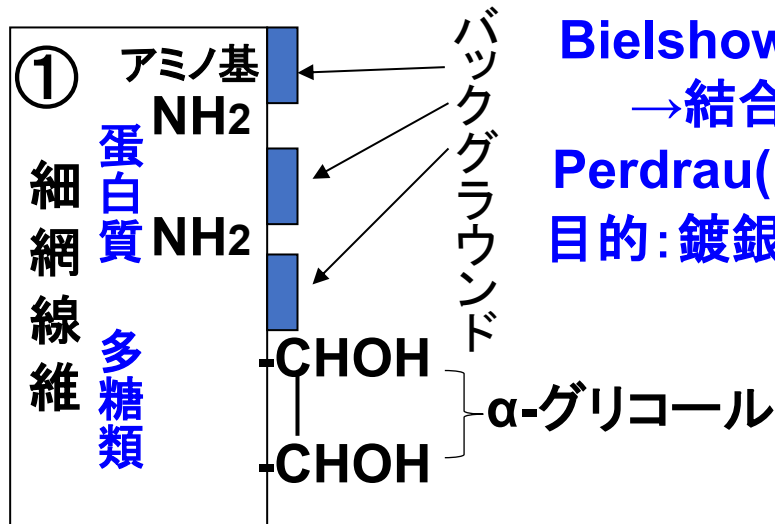 ①
アミノ基
NH2
NH2
蛋白質
多糖類
細網線維
-CHOH
-CHOH
α-グリコール
バックグラウンド
Bielshow
→結合
Perdrau(
目的:鍍銀